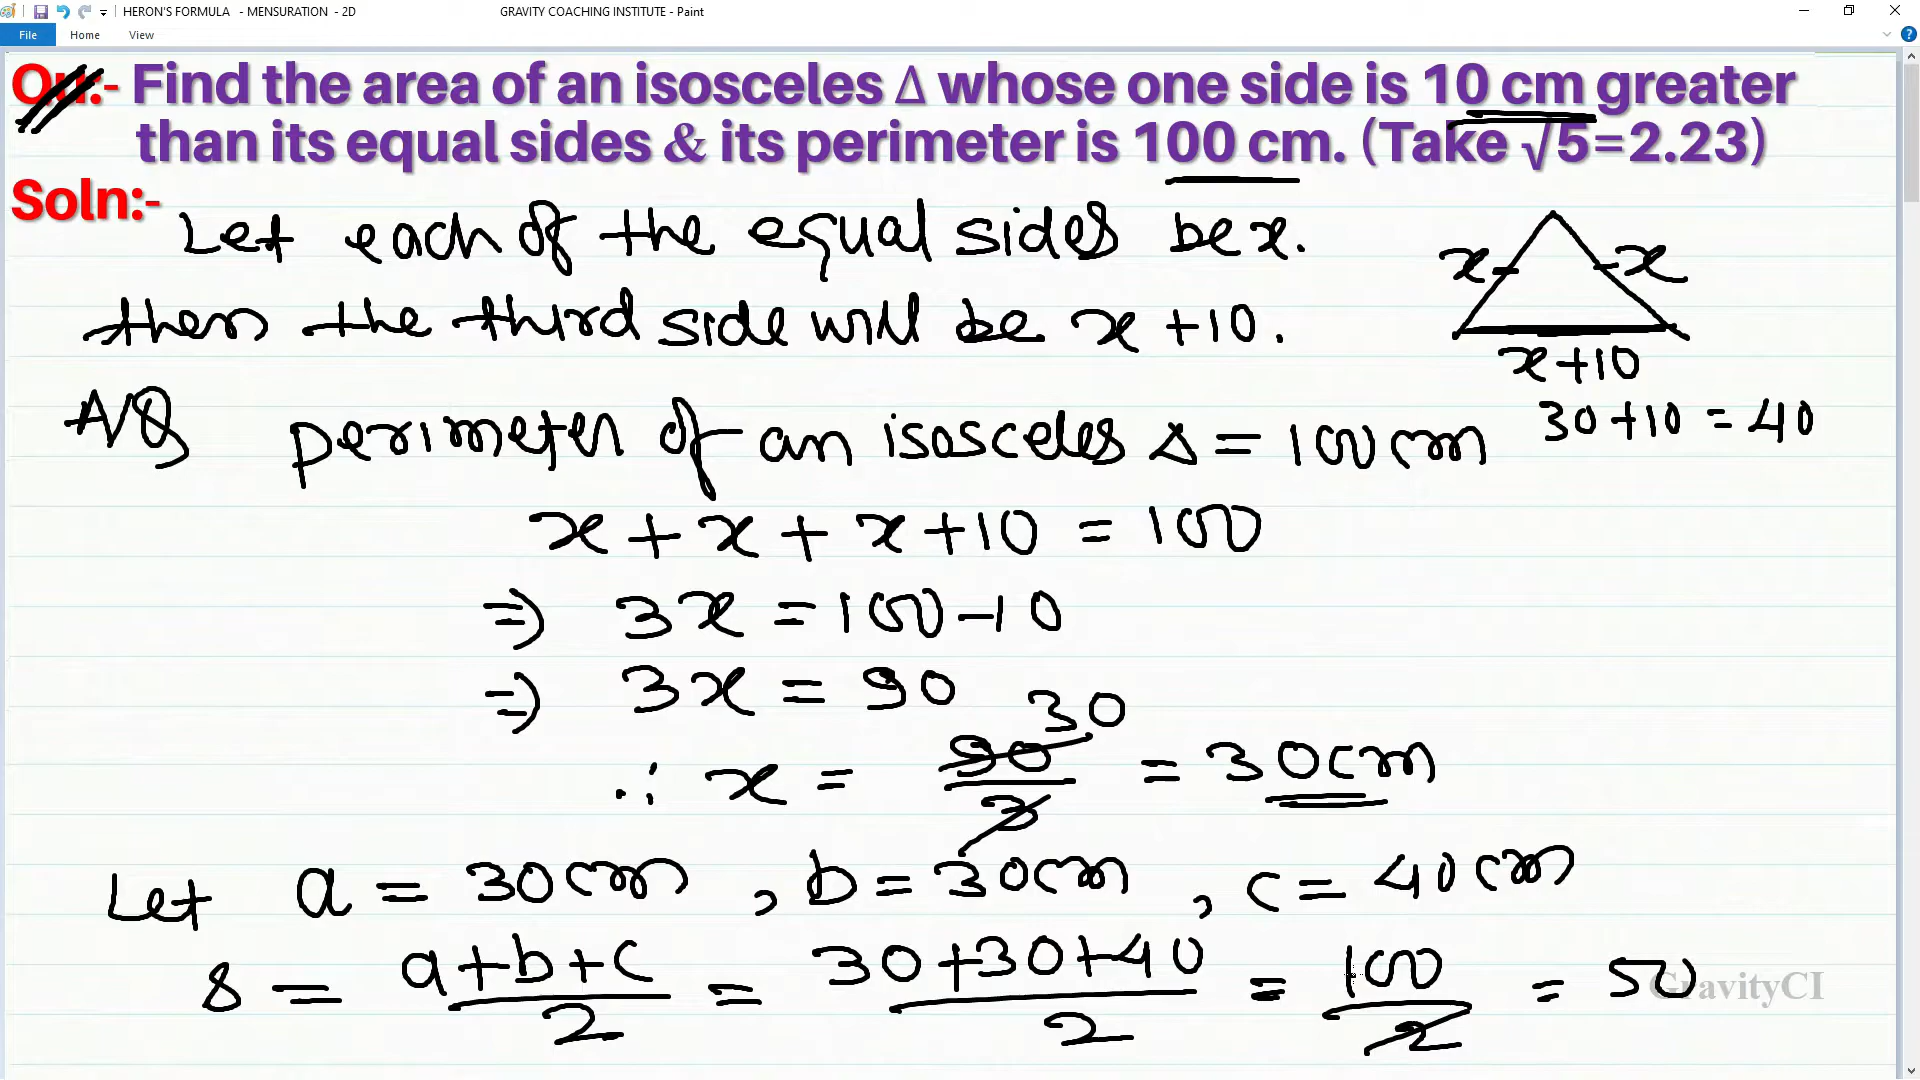 HERON'S FORMULA - MENSURATION - 2D GRAVITY COACHING INSTITUTE - Paint
File Home View
Qu:- Find the area of an isosceles Δ whose one side is 10 cm greater
than its equal sides & its perimeter is 100 cm. (Take √5=2.23)
Soln:-
Let each of the equal sides be x.
then the third side will be x + 10.
x x
x+10
30+10 = 40
A/Q perimeter of an isosceles Δ = 100cm
x + x + x + 10 = 100
⇒ 3x = 100 - 10
⇒ 3x = 90
30
∴ x = 90/3 = 30cm
Let a = 30cm , b = 30cm , c = 40cm
s = a+b+c/2 = 30+30+40/2 = 100/2 = 50
GravityCI